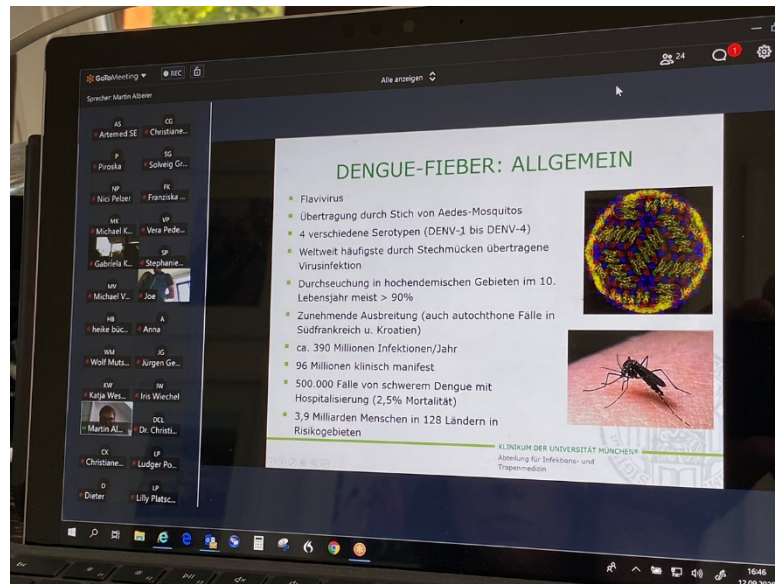 GoToMeeting
REC
24
1
Sprecher: Martin Alberer
Alle anzeigen
AS
Artemed SE
CG
Christiane...
P
Piroska
SG
Solveig Gr...
NP
Nici Pelzer
FK
Franziska ...
MK
Michael K...
VP
Vera Pede...
Gabriela K...
SP
Stephanie...
MV
Michael V...
Joe
HB
heike büc...
A
Anna
WM
Wolf Muts...
JG
Jürgen Ge...
KW
Katja Wes...
IW
Iris Wiechel
Martin Al...
DCL
Dr. Christi...
CK
Christiane...
LP
Ludger Po...
D
Dieter
LP
Lilly Platsc...
DENGUE-FIEBER: ALLGEMEIN
Flavivirus
Übertragung durch Stich von Aedes-Mosquitos
4 verschiedene Serotypen (DENV-1 bis DENV-4)
Weltweit häufigste durch Stechmücken übertragene
Virusinfektion
Durchseuchung in hochendemischen Gebieten im 10.
Lebensjahr meist > 90%
Zunehmende Ausbreitung (auch autochthone Fälle in
Südfrankreich u. Kroatien)
ca. 390 Millionen Infektionen/Jahr
96 Millionen klinisch manifest
500.000 Fälle von schwerem Dengue mit
Hospitalisierung (2,5% Mortalität)
3,9 Milliarden Menschen in 128 Ländern in
Risikogebieten
KLINIKUM DER UNIVERSITÄT MÜNCHEN®
Abteilung für Infektions- und
Tropenmedizin
16:46
Esc